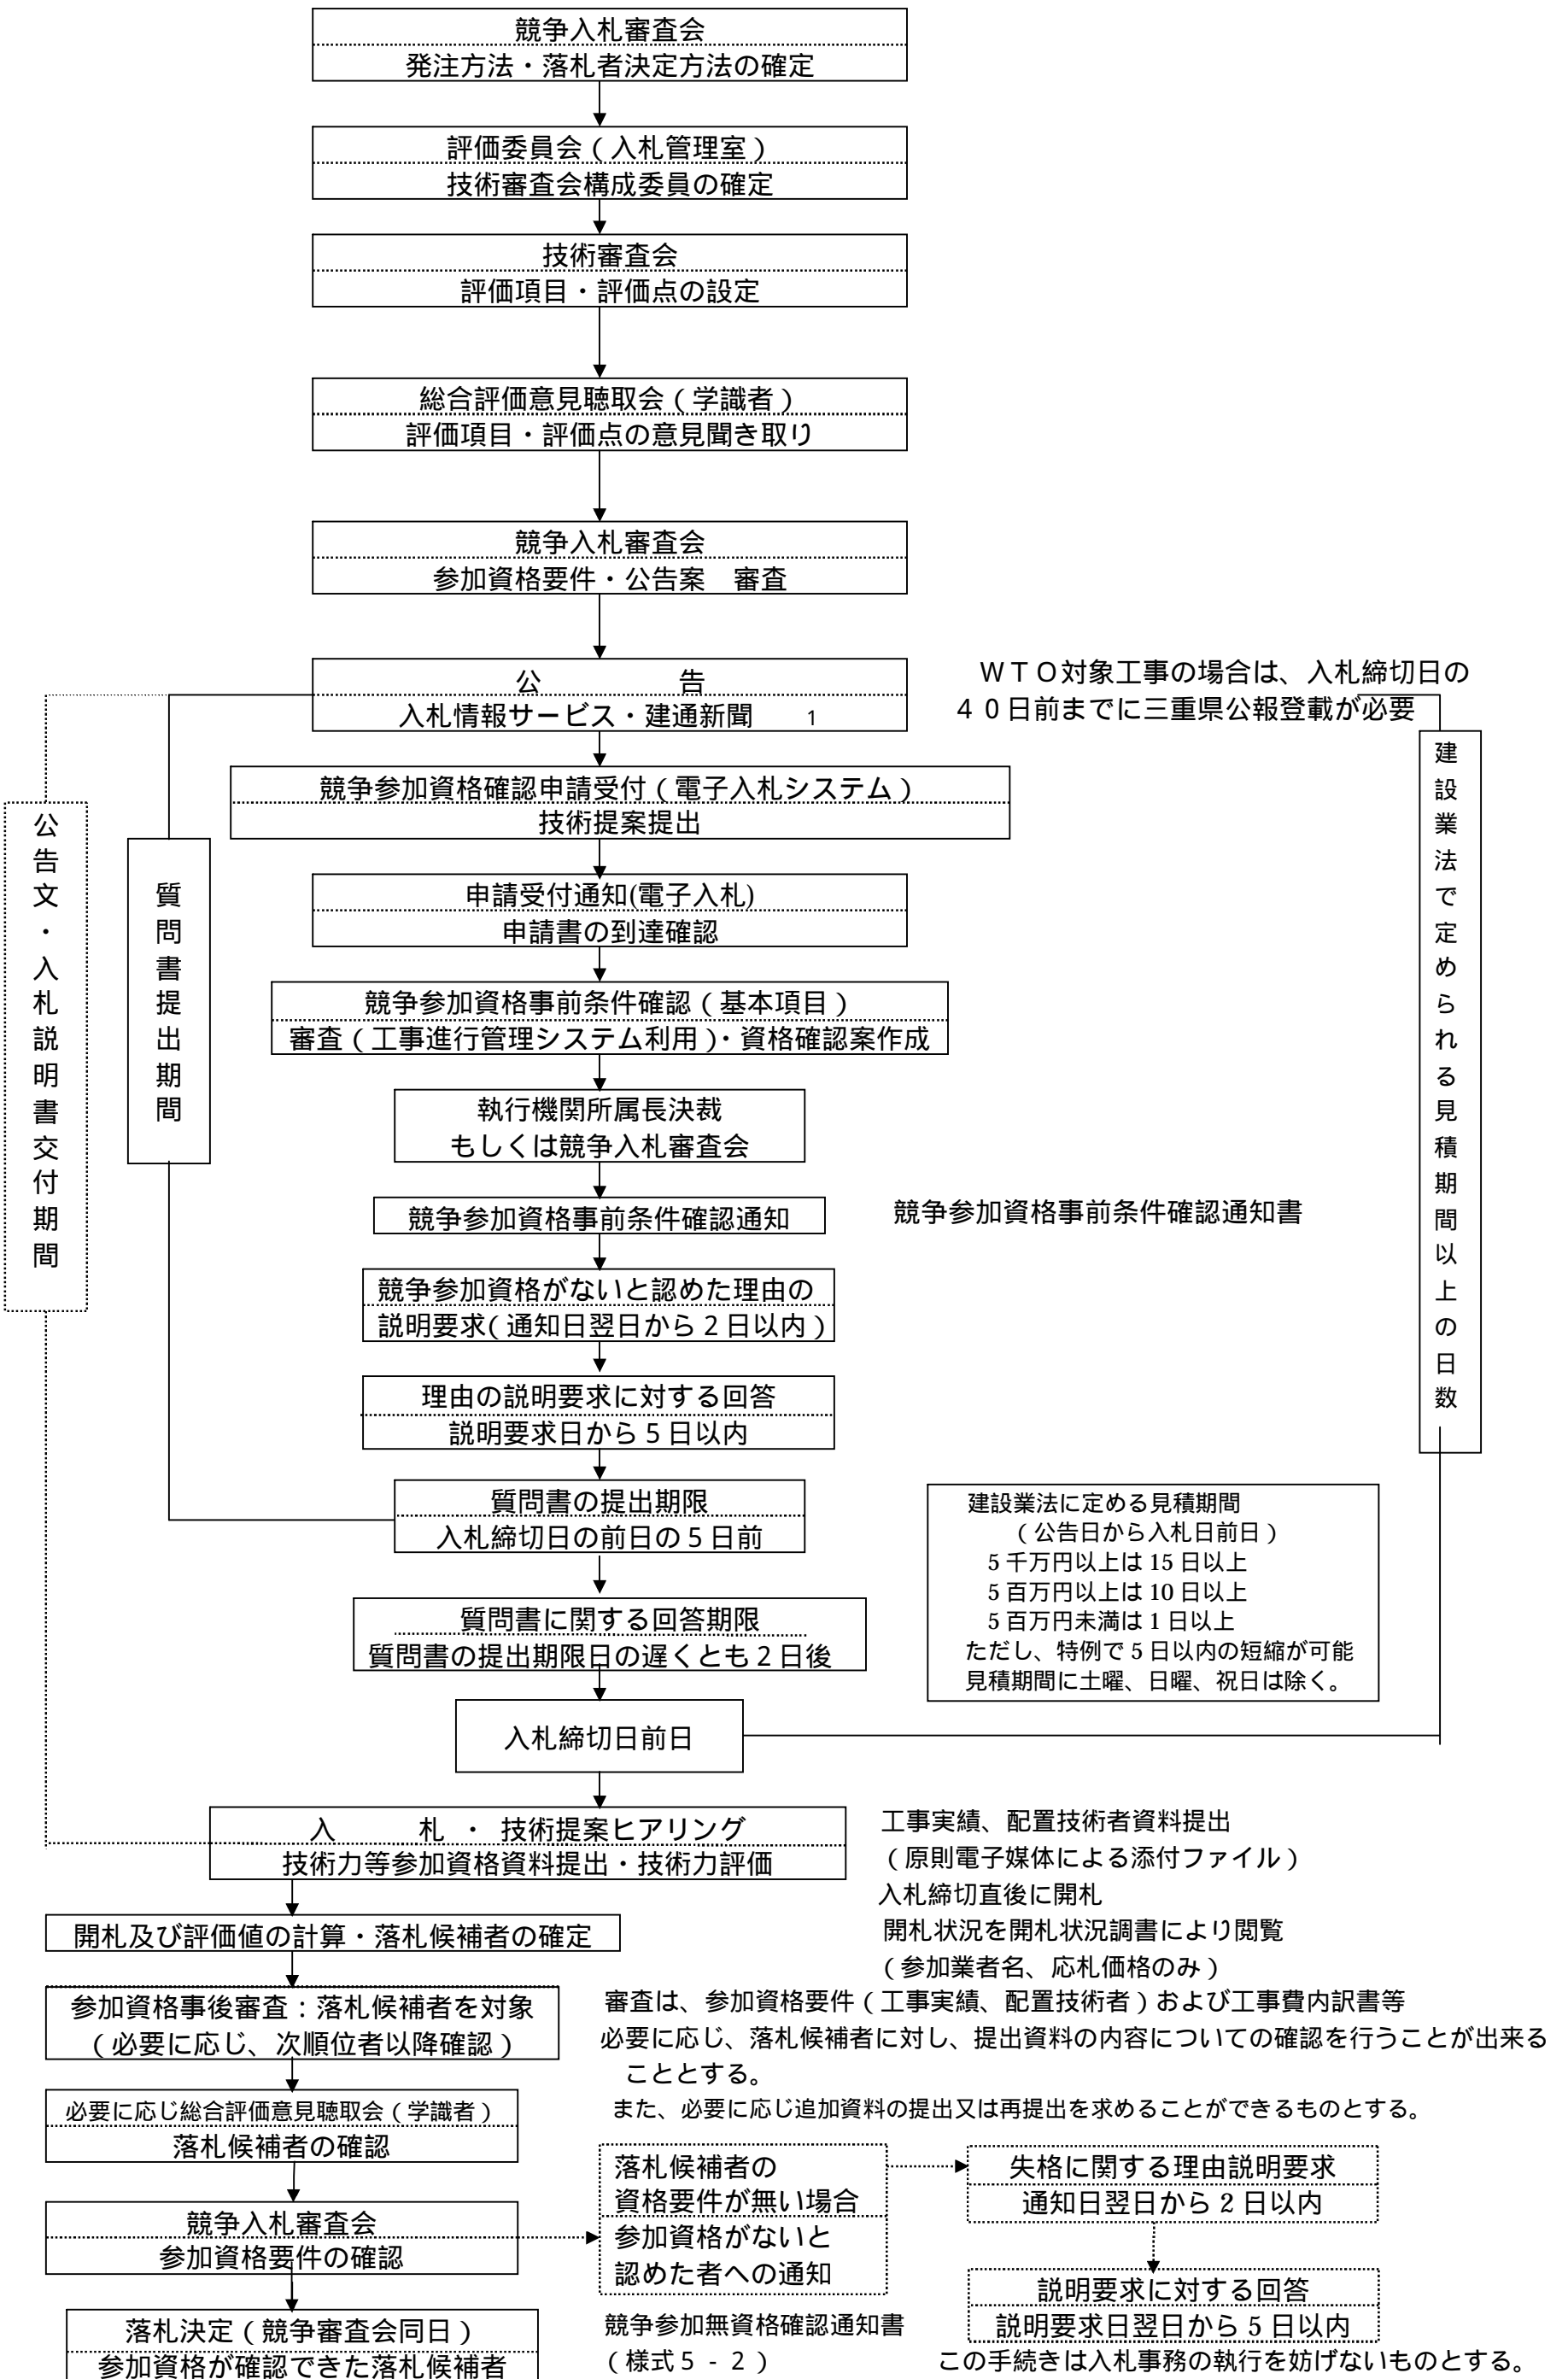 競争入札審査会
発注方法・落札者決定方法の確定
評価委員会（入札管理室）
技術審査会構成委員の確定
技術審査会
評価項目・評価点の設定
総合評価意見聴取会（学識者）
評価項目・評価点の意見聞き取り
競争入札審査会
参加資格要件・公告案　審査
公　　　　　告
入札情報サービス・建通新聞　　1
ＷＴＯ対象工事の場合は、入札締切日の
４０日前までに三重県公報登載が必要
競争参加資格確認申請受付（電子入札システム）
技術提案提出
申請受付通知(電子入札)
申請書の到達確認
競争参加資格事前条件確認（基本項目）
審査（工事進行管理システム利用）・資格確認案作成
執行機関所属長決裁
もしくは競争入札審査会
競争参加資格事前条件確認通知
競争参加資格事前条件確認通知書
競争参加資格がないと認めた理由の
説明要求（通知日翌日から２日以内）
理由の説明要求に対する回答
説明要求日から５日以内
質問書の提出期限
入札締切日の前日の５日前
質問書に関する回答期限
質問書の提出期限日の遅くとも２日後
入札締切日前日
公告文・入札説明書交付期間
質問書提出期間
建設業法で定められる見積期間以上の日数
建設業法に定める見積期間
（公告日から入札日前日）
５千万円以上は 15 日以上
５百万円以上は 10 日以上
５百万円未満は 1 日以上
ただし、特例で 5 日以内の短縮が可能
見積期間に土曜、日曜、祝日は除く。
入　　　札 ・ 技術提案ヒアリング
技術力等参加資格資料提出・技術力評価
工事実績、配置技術者資料提出
（原則電子媒体による添付ファイル）
入札締切直後に開札
開札状況を開札状況調書により閲覧
（参加業者名、応札価格のみ）
開札及び評価値の計算・落札候補者の確定
参加資格事後審査：落札候補者を対象
（必要に応じ、次順位者以降確認）
審査は、参加資格要件（工事実績、配置技術者）および工事費内訳書等
必要に応じ、落札候補者に対し、提出資料の内容についての確認を行うことが出来る
こととする。
また、必要に応じ追加資料の提出又は再提出を求めることができるものとする。
必要に応じ総合評価意見聴取会（学識者）
落札候補者の確認
競争入札審査会
参加資格要件の確認
落札候補者の
資格要件が無い場合
参加資格がないと
認めた者への通知
失格に関する理由説明要求
通知日翌日から 2 日以内
説明要求に対する回答
説明要求日翌日から 5 日以内
落札決定（競争審査会同日）
参加資格が確認できた落札候補者
競争参加無資格確認通知書
（様式５‐２）
この手続きは入札事務の執行を妨げないものとする。